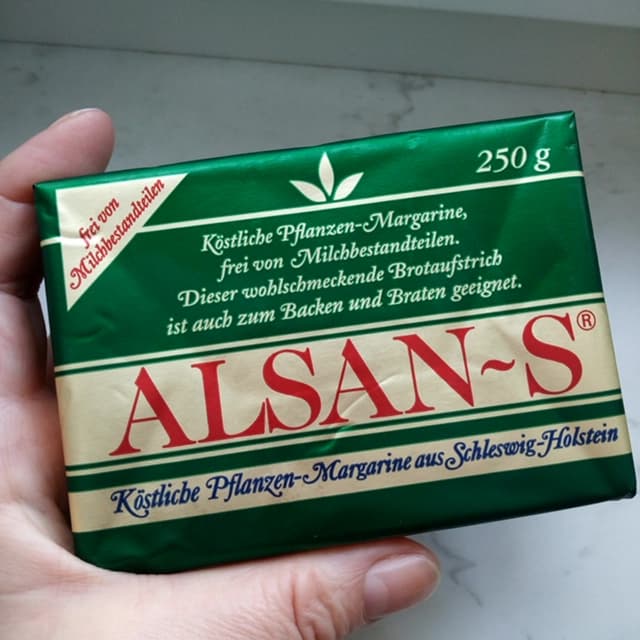 250 g
frei von
Milchbestandteilen
Köstliche Pflanzen-Margarine,
frei von Milchbestandteilen.
Dieser wohlschmeckende Brotaufstrich
ist auch zum Backen und Braten geeignet.
ALSAN~S®
Köstliche Pflanzen-Margarine aus Schleswig-Holstein